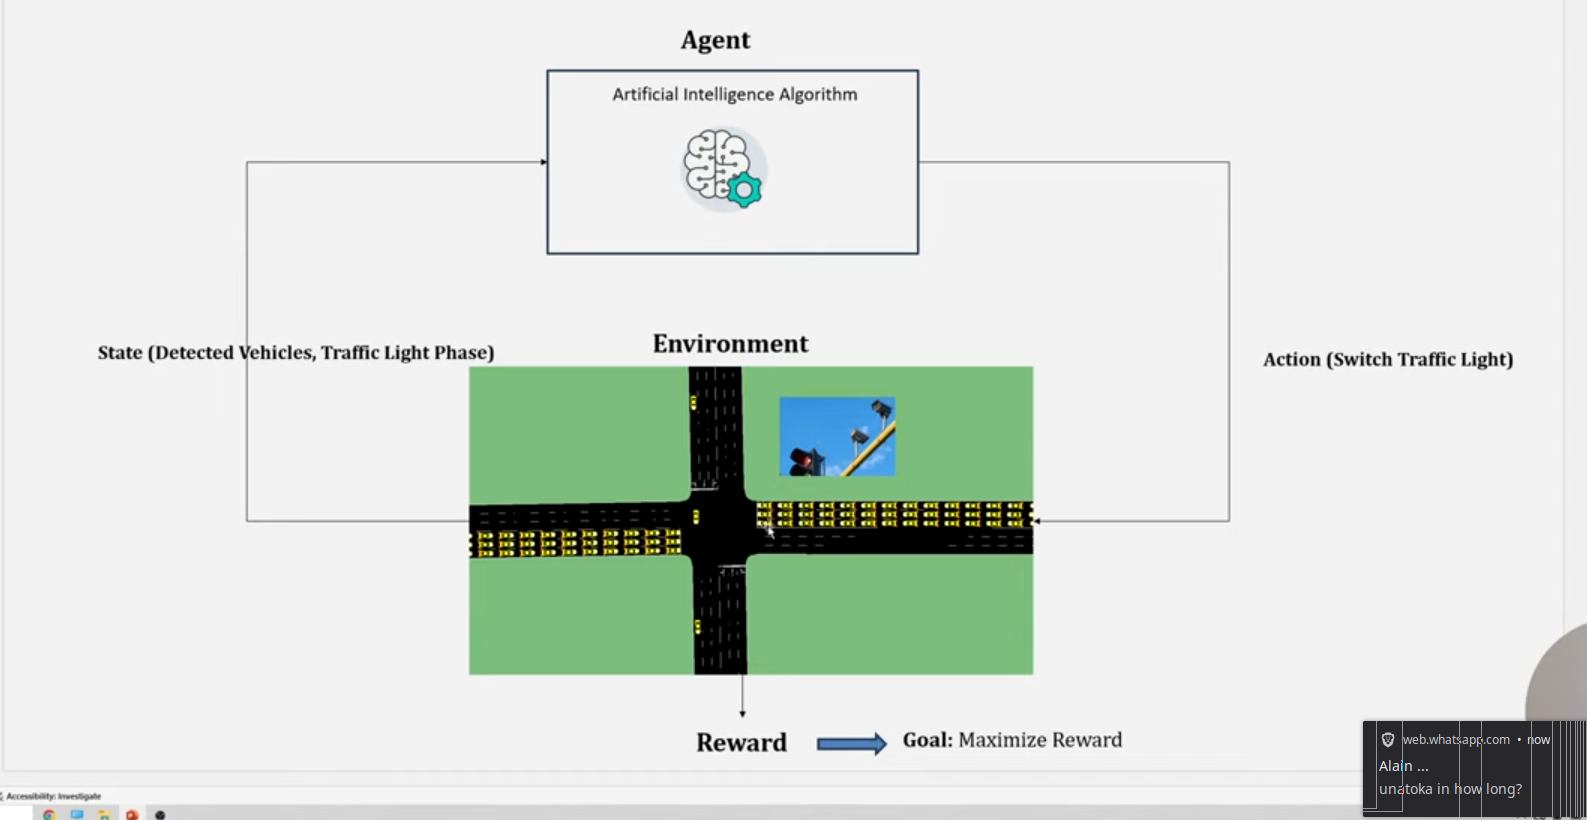 Agent
Artificial Intelligence Algorithm
State (Detected Vehicles, Traffic Light Phase)
Environment
Action (Switch Traffic Light)
Reward
Goal: Maximize Reward
web.whatsapp.com • now
Alain ...
unatoka in how long?
Accessibility: Investigate